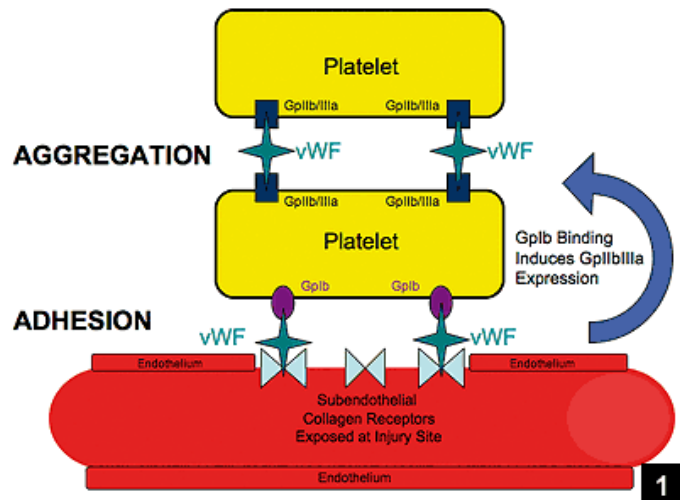 Platelet
GpIIb/IIIa GpIIb/IIIa
vWF vWF
AGGREGATION
GpIIb/IIIa GpIIb/IIIa
Platelet
GpIb Binding
Induces GpIIbIIIa
Expression
GpIb GpIb
ADHESION
vWF vWF
Endothelium Endothelium
Subendothelial
Collagen Receptors
Exposed at Injury Site
Endothelium
1